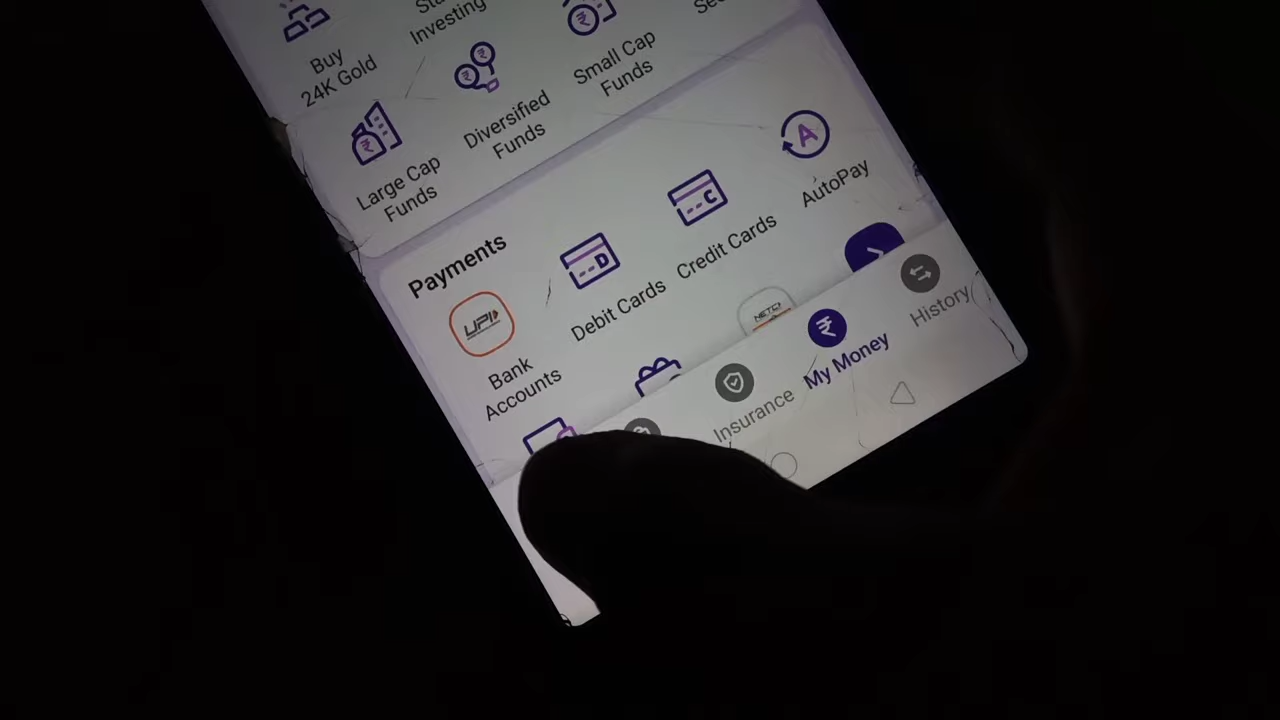 Investing
Buy
24K Gold
Small Cap
Funds
Diversified
Funds
Large Cap
Funds
Payments
AutoPay
Credit Cards
Debit Cards
UPI
Bank
Accounts
History
My Money
Insurance